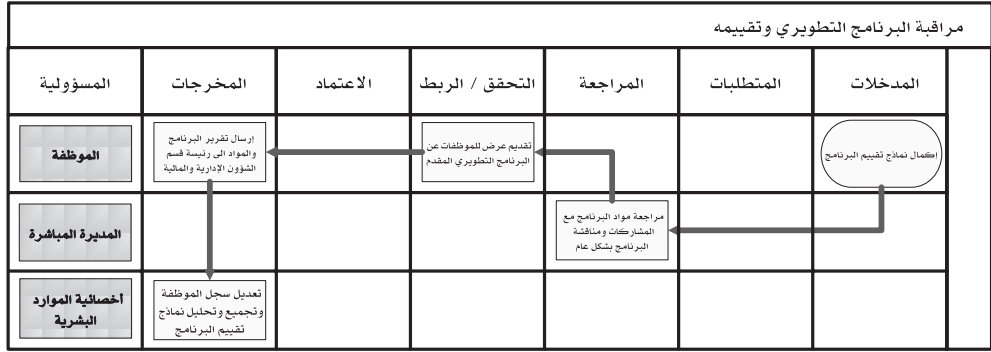 مراقبة البرنامج التطويري وتقييمه
المدخلات
المتطلبات
المراجعة
التحقق / الربط
الاعتماد
المخرجات
المسؤولية
إكمال نماذج تقييم البرنامج
تقديم عرض للموظفات عن
البرنامج التطويري المقدم
إرسال تقرير البرنامج
والمواد الى رئيسة قسم
الشؤون الإدارية والمالية
الموظفة
مراجعة مواد البرنامج مع
المشاركات ومناقشة
البرنامج بشكل عام
المديرة المباشرة
تعديل سجل الموظفة
وتجميع وتحليل نماذج
تقييم البرنامج
أخصائية الموارد
البشرية